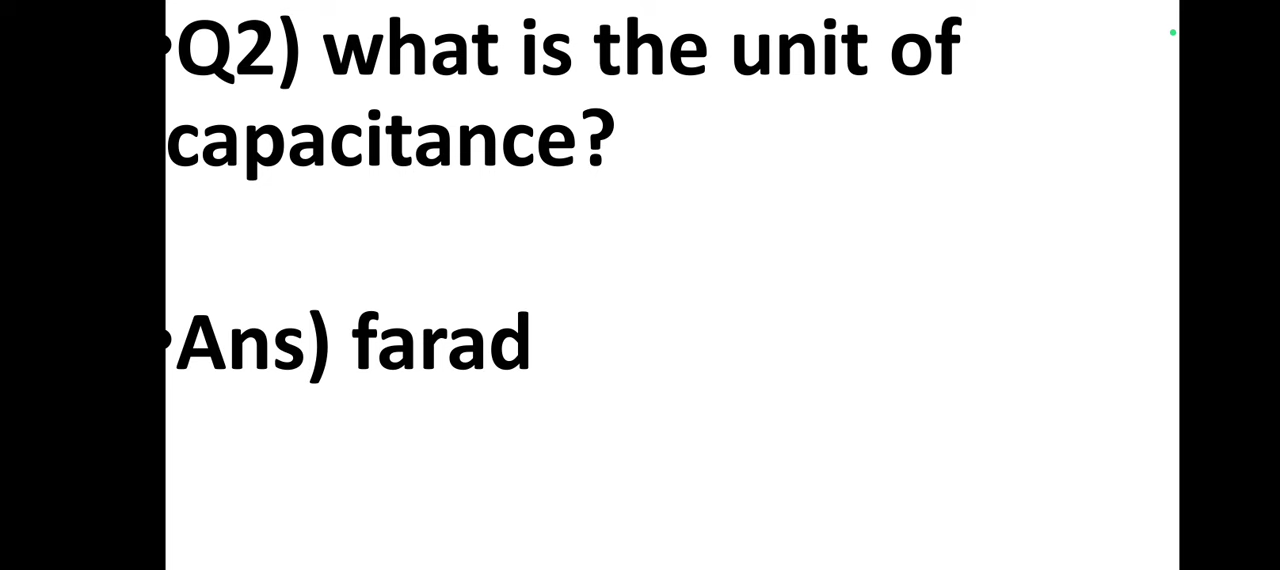 •Q2) what is the unit of
capacitance?
•Ans) farad